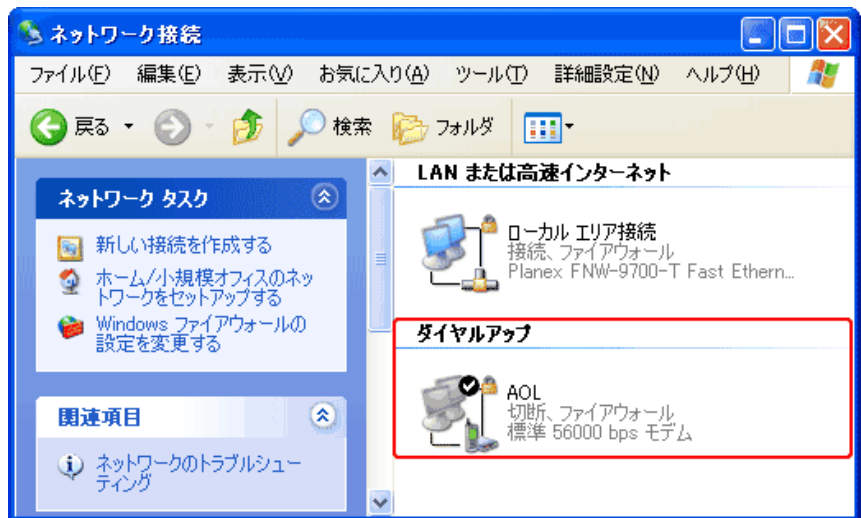 ネットワーク接続
ファイル(F) 編集(E) 表示(V) お気に入り(A) ツール(T) 詳細設定(N) ヘルプ(H)
戻る 検索 フォルダ
ネットワーク タスク
新しい接続を作成する
ホーム/小規模オフィスのネッ
トワークをセットアップする
Windows ファイアウォールの
設定を変更する
関連項目
ネットワークのトラブルシュー
ティング
LAN または高速インターネット
ローカル エリア接続
接続、ファイアウォール
Planex FNW-9700-T Fast Ethern...
ダイヤルアップ
AOL
切断、ファイアウォール
標準 56000 bps モデム